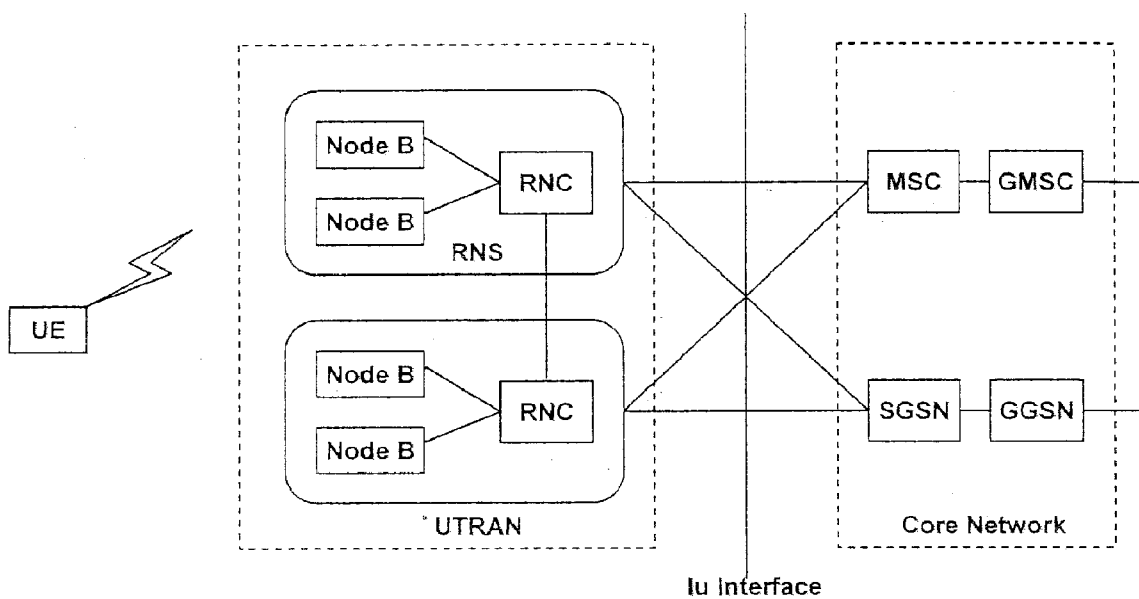 Node B
RNC
Node B
RNS
MSC
GMSC
UE
Node B
RNC
Node B
SGSN
GGSN
UTRAN
Core Network
Iu Interface